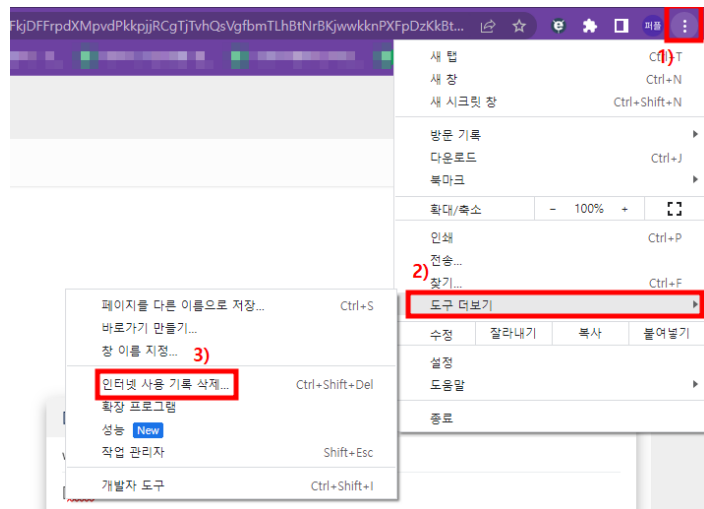 FkjDFFrpdXMpvdPkkpjjRCgTjTvhQsVgfbmTLhBtNrBKjwwkknPXFpDzKkBt... 퍼플
1)
새 탭 Ctrl+T
새 창 Ctrl+N
새 시크릿 창 Ctrl+Shift+N
방문 기록
다운로드 Ctrl+J
북마크
확대/축소 - 100% +
인쇄 Ctrl+P
전송...
2)
찾기... Ctrl+F
도구 더보기
수정 잘라내기 복사 붙여넣기
설정
도움말
종료
페이지를 다른 이름으로 저장... Ctrl+S
바로가기 만들기...
창 이름 지정...
3)
인터넷 사용 기록 삭제... Ctrl+Shift+Del
확장 프로그램
성능 New
작업 관리자 Shift+Esc
개발자 도구 Ctrl+Shift+I